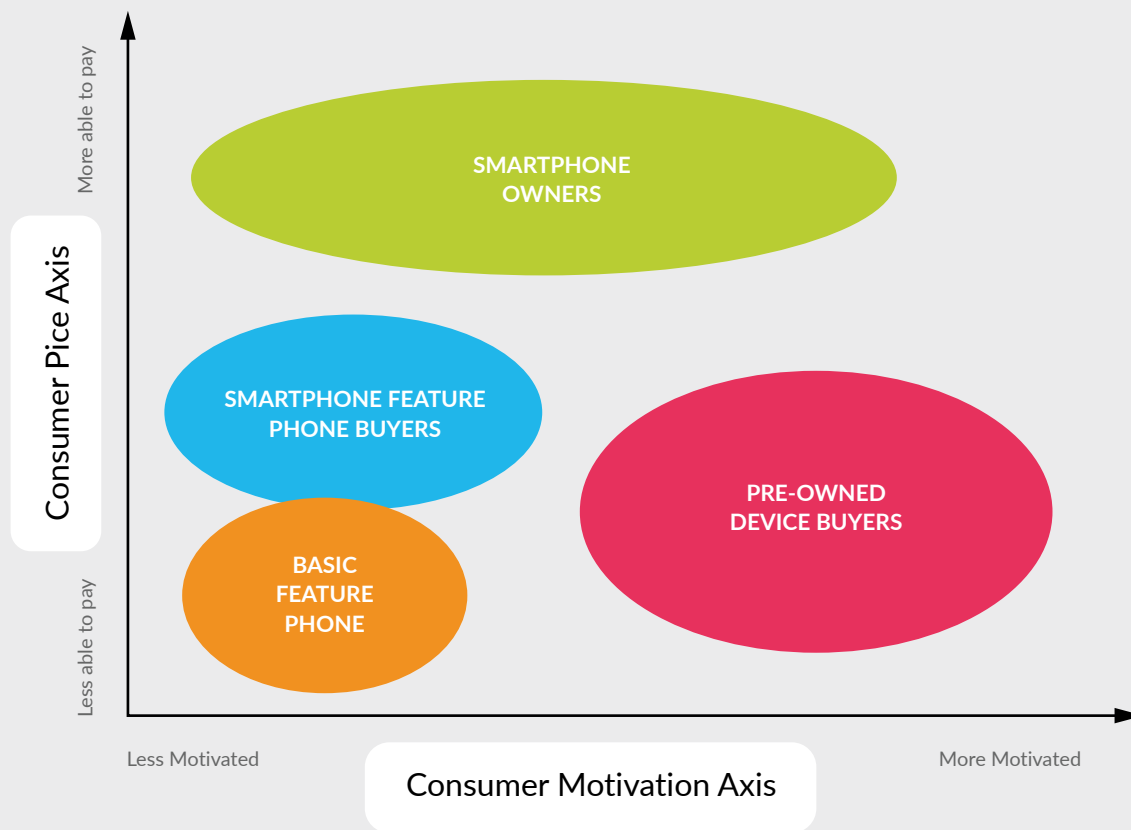 More able to pay
Consumer Pice Axis
Less able to pay
SMARTPHONE
OWNERS
SMARTPHONE FEATURE
PHONE BUYERS
PRE-OWNED
DEVICE BUYERS
BASIC
FEATURE
PHONE
Less Motivated
Consumer Motivation Axis
More Motivated